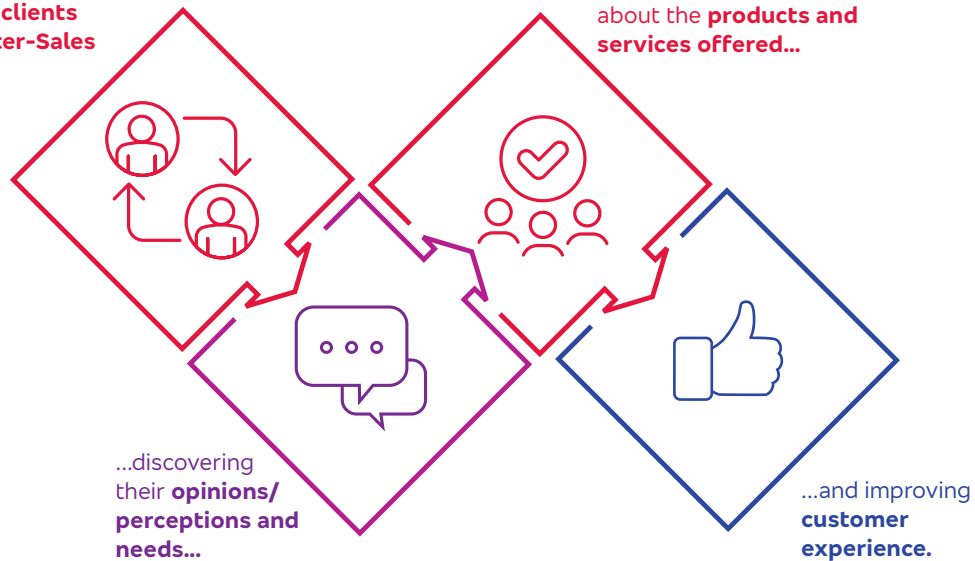 clients
ter-Sales
...discovering
their opinions/
perceptions and
needs...
about the products and
services offered...
...and improving
customer
experience.